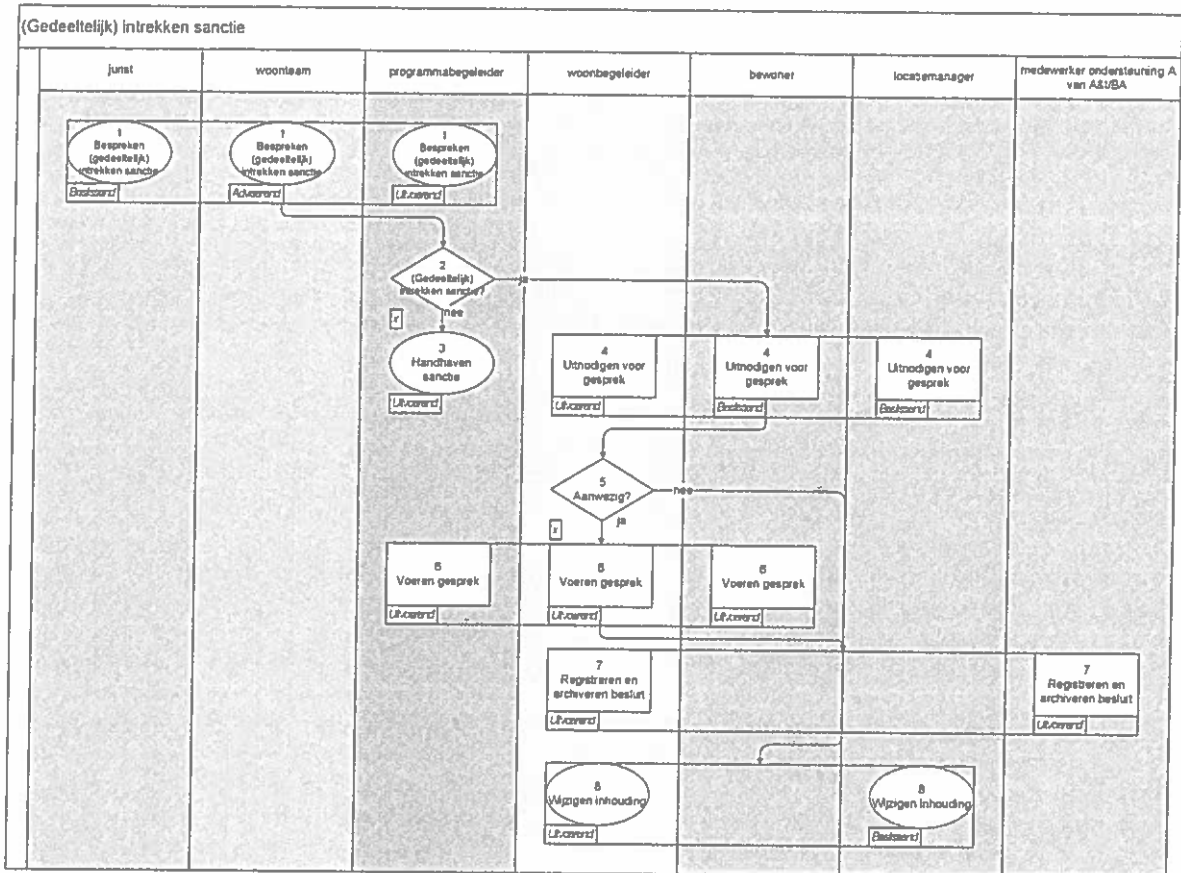 (Gedeeltelijk) intrekken sanctie
jurist
woonteam
programmabegeleider
woonbegeleider
bewoner
locatiemanager
medewerker ondersteuning A
van A&I/BA
1
Bespreken
(gedeeltelijk)
intrekken sanctie
Beslissend
1
Bespreken
(gedeeltelijk)
intrekken sanctie
Adviserend
1
Bespreken
(gedeeltelijk)
intrekken sanctie
Uitvoerend
2
(Gedeeltelijk)
intrekken sanctie?
ja
nee
x
3
Handhaven
sanctie
Uitvoerend
4
Uitnodigen voor
gesprek
Uitvoerend
4
Uitnodigen voor
gesprek
Beslissend
4
Uitnodigen voor
gesprek
Beslissend
5
Aanwezig?
nee
ja
x
6
Voeren gesprek
Uitvoerend
6
Voeren gesprek
Uitvoerend
6
Voeren gesprek
Uitvoerend
7
Registreren en
archiveren besluit
Uitvoerend
7
Registreren en
archiveren besluit
Uitvoerend
8
Wijzigen inhouding
Uitvoerend
8
Wijzigen inhouding
Beslissend